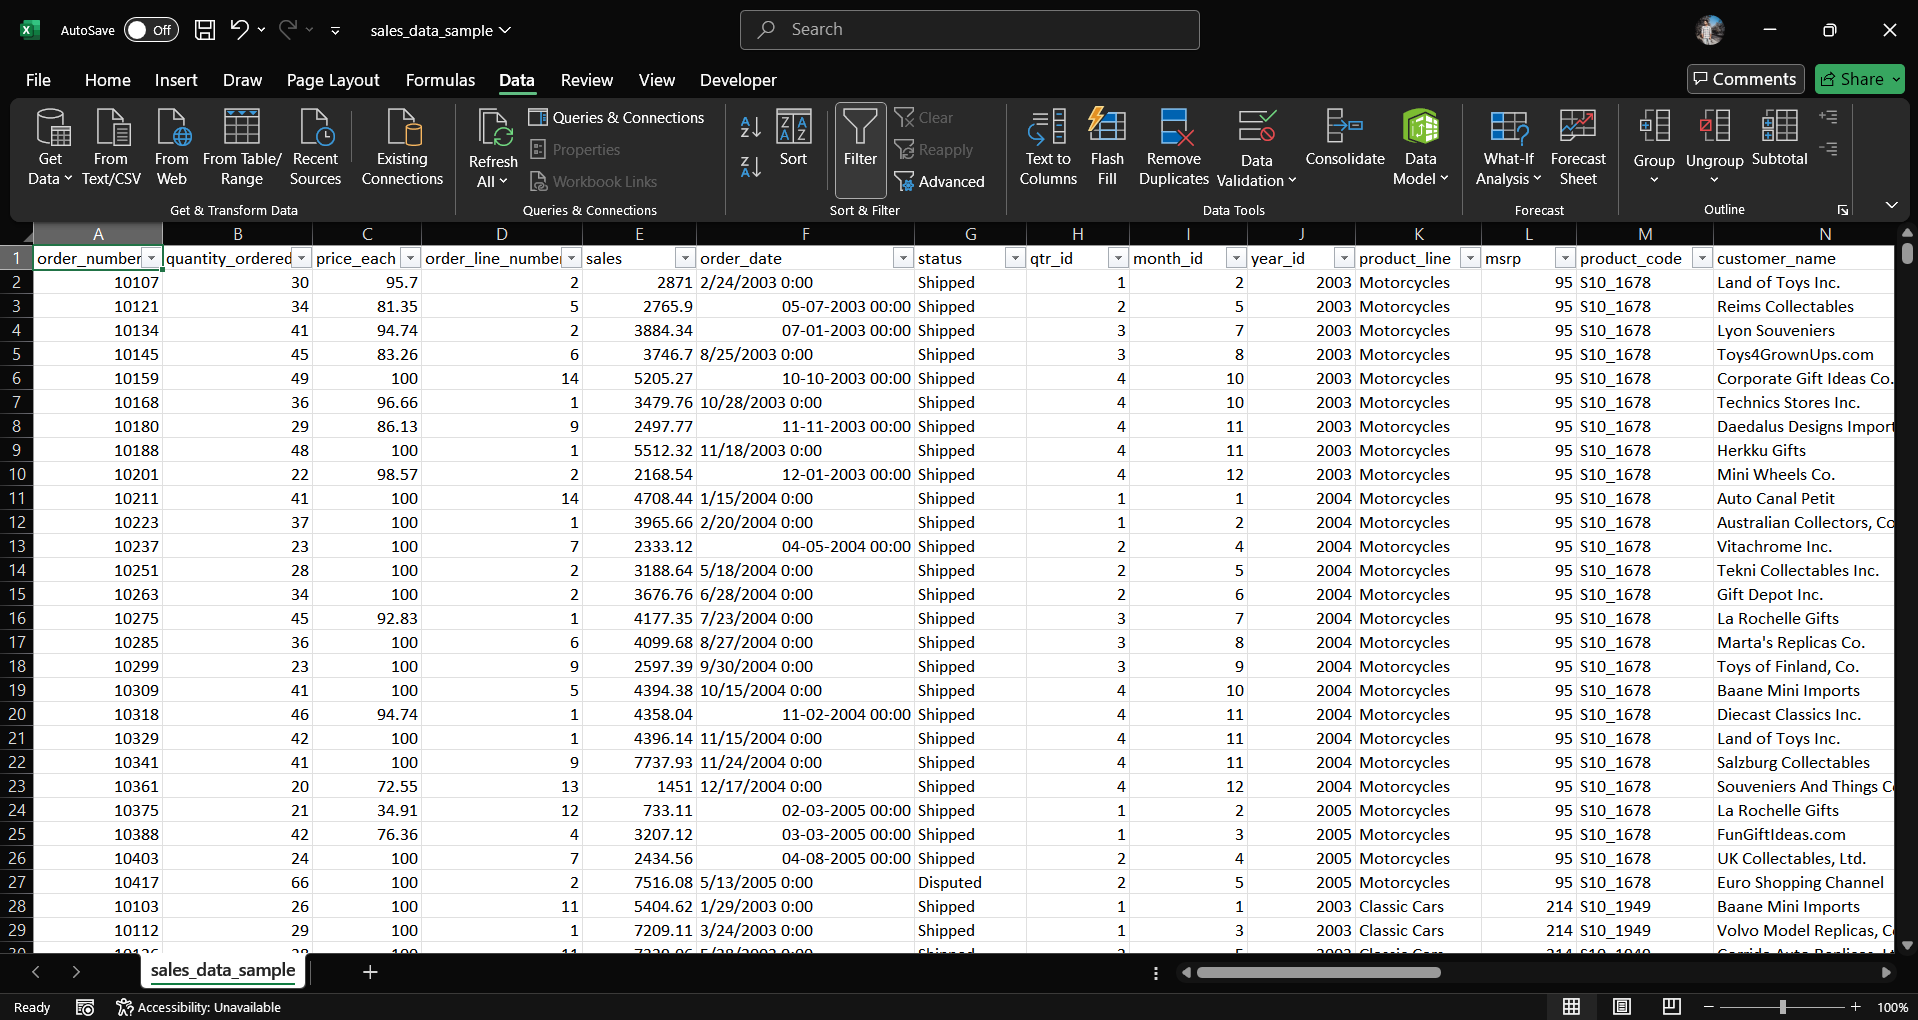 AutoSave Off sales_data_sample Search
File Home Insert Draw Page Layout Formulas Data Review View Developer Comments Share
Get Data From Text/CSV From Web From Table/ Range Recent Sources Existing Connections
Get & Transform Data
Refresh All Queries & Connections Properties Workbook Links
Queries & Connections
Sort Filter Clear Reapply Advanced
Sort & Filter
Text to Columns Flash Fill Remove Duplicates Data Validation Consolidate Data Model
Data Tools
What-If Analysis Forecast Sheet
Forecast
Group Ungroup Subtotal
Outline
A B C D E F G H I J K L M N
1 order_number quantity_ordered price_each order_line_number sales order_date status qtr_id month_id year_id product_line msrp product_code customer_name
2 10107 30 95.7 2 2871 2/24/2003 0:00 Shipped 1 2 2003 Motorcycles 95 S10_1678 Land of Toys Inc.
3 10121 34 81.35 5 2765.9 05-07-2003 00:00 Shipped 2 5 2003 Motorcycles 95 S10_1678 Reims Collectables
4 10134 41 94.74 2 3884.34 07-01-2003 00:00 Shipped 3 7 2003 Motorcycles 95 S10_1678 Lyon Souveniers
5 10145 45 83.26 6 3746.7 8/25/2003 0:00 Shipped 3 8 2003 Motorcycles 95 S10_1678 Toys4GrownUps.com
6 10159 49 100 14 5205.27 10-10-2003 00:00 Shipped 4 10 2003 Motorcycles 95 S10_1678 Corporate Gift Ideas Co.
7 10168 36 96.66 1 3479.76 10/28/2003 0:00 Shipped 4 10 2003 Motorcycles 95 S10_1678 Technics Stores Inc.
8 10180 29 86.13 9 2497.77 11-11-2003 00:00 Shipped 4 11 2003 Motorcycles 95 S10_1678 Daedalus Designs Import
9 10188 48 100 1 5512.32 11/18/2003 0:00 Shipped 4 11 2003 Motorcycles 95 S10_1678 Herkku Gifts
10 10201 22 98.57 2 2168.54 12-01-2003 00:00 Shipped 4 12 2003 Motorcycles 95 S10_1678 Mini Wheels Co.
11 10211 41 100 14 4708.44 1/15/2004 0:00 Shipped 1 1 2004 Motorcycles 95 S10_1678 Auto Canal Petit
12 10223 37 100 1 3965.66 2/20/2004 0:00 Shipped 1 2 2004 Motorcycles 95 S10_1678 Australian Collectors, Co
13 10237 23 100 7 2333.12 04-05-2004 00:00 Shipped 2 4 2004 Motorcycles 95 S10_1678 Vitachrome Inc.
14 10251 28 100 2 3188.64 5/18/2004 0:00 Shipped 2 5 2004 Motorcycles 95 S10_1678 Tekni Collectables Inc.
15 10263 34 100 2 3676.76 6/28/2004 0:00 Shipped 2 6 2004 Motorcycles 95 S10_1678 Gift Depot Inc.
16 10275 45 92.83 1 4177.35 7/23/2004 0:00 Shipped 3 7 2004 Motorcycles 95 S10_1678 La Rochelle Gifts
17 10285 36 100 6 4099.68 8/27/2004 0:00 Shipped 3 8 2004 Motorcycles 95 S10_1678 Marta's Replicas Co.
18 10299 23 100 9 2597.39 9/30/2004 0:00 Shipped 3 9 2004 Motorcycles 95 S10_1678 Toys of Finland, Co.
19 10309 41 100 5 4394.38 10/15/2004 0:00 Shipped 4 10 2004 Motorcycles 95 S10_1678 Baane Mini Imports
20 10318 46 94.74 1 4358.04 11-02-2004 00:00 Shipped 4 11 2004 Motorcycles 95 S10_1678 Diecast Classics Inc.
21 10329 42 100 1 4396.14 11/15/2004 0:00 Shipped 4 11 2004 Motorcycles 95 S10_1678 Land of Toys Inc.
22 10341 41 100 9 7737.93 11/24/2004 0:00 Shipped 4 11 2004 Motorcycles 95 S10_1678 Salzburg Collectables
23 10361 20 72.55 13 1451 12/17/2004 0:00 Shipped 4 12 2004 Motorcycles 95 S10_1678 Souveniers And Things C
24 10375 21 34.91 12 733.11 02-03-2005 00:00 Shipped 1 2 2005 Motorcycles 95 S10_1678 La Rochelle Gifts
25 10388 42 76.36 4 3207.12 03-03-2005 00:00 Shipped 1 3 2005 Motorcycles 95 S10_1678 FunGiftIdeas.com
26 10403 24 100 7 2434.56 04-08-2005 00:00 Shipped 2 4 2005 Motorcycles 95 S10_1678 UK Collectables, Ltd.
27 10417 66 100 2 7516.08 5/13/2005 0:00 Disputed 2 5 2005 Motorcycles 95 S10_1678 Euro Shopping Channel
28 10103 26 100 11 5404.62 1/29/2003 0:00 Shipped 1 1 2003 Classic Cars 214 S10_1949 Baane Mini Imports
29 10112 29 100 1 7209.11 3/24/2003 0:00 Shipped 1 3 2003 Classic Cars 214 S10_1949 Volvo Model Replicas, C
sales_data_sample
Ready Accessibility: Unavailable 100%